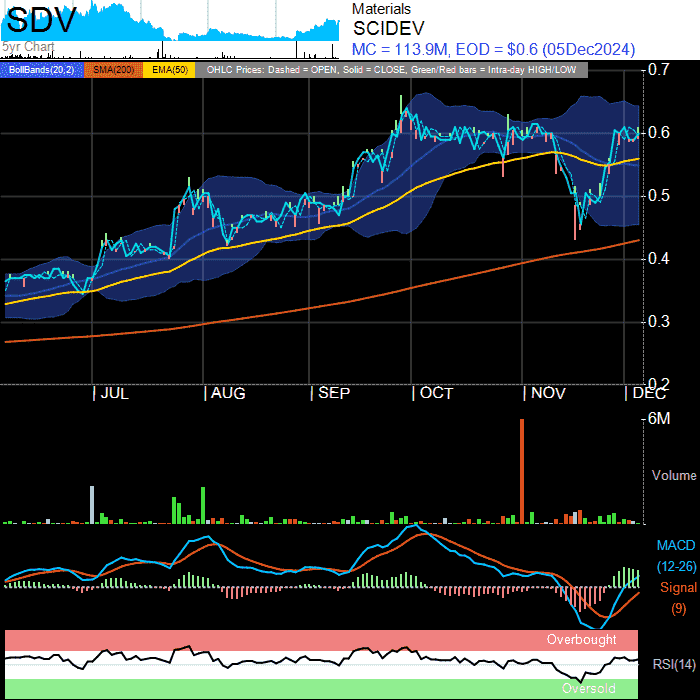 SDV
5yr Chart
Materials
SCIDEV
MC = 113.9M, EOD = $0.6 (05Dec2024)
BollBands(20,2) SMA(200) EMA(50) OHLC Prices: Dashed = OPEN, Solid = CLOSE, Green/Red bars = Intra-day HIGH/LOW
0.7
0.6
0.5
0.4
0.3
0.2
JUL AUG SEP OCT NOV DEC
6M
Volume
MACD
(12-26)
Signal
(9)
Overbought
RSI(14)
Oversold